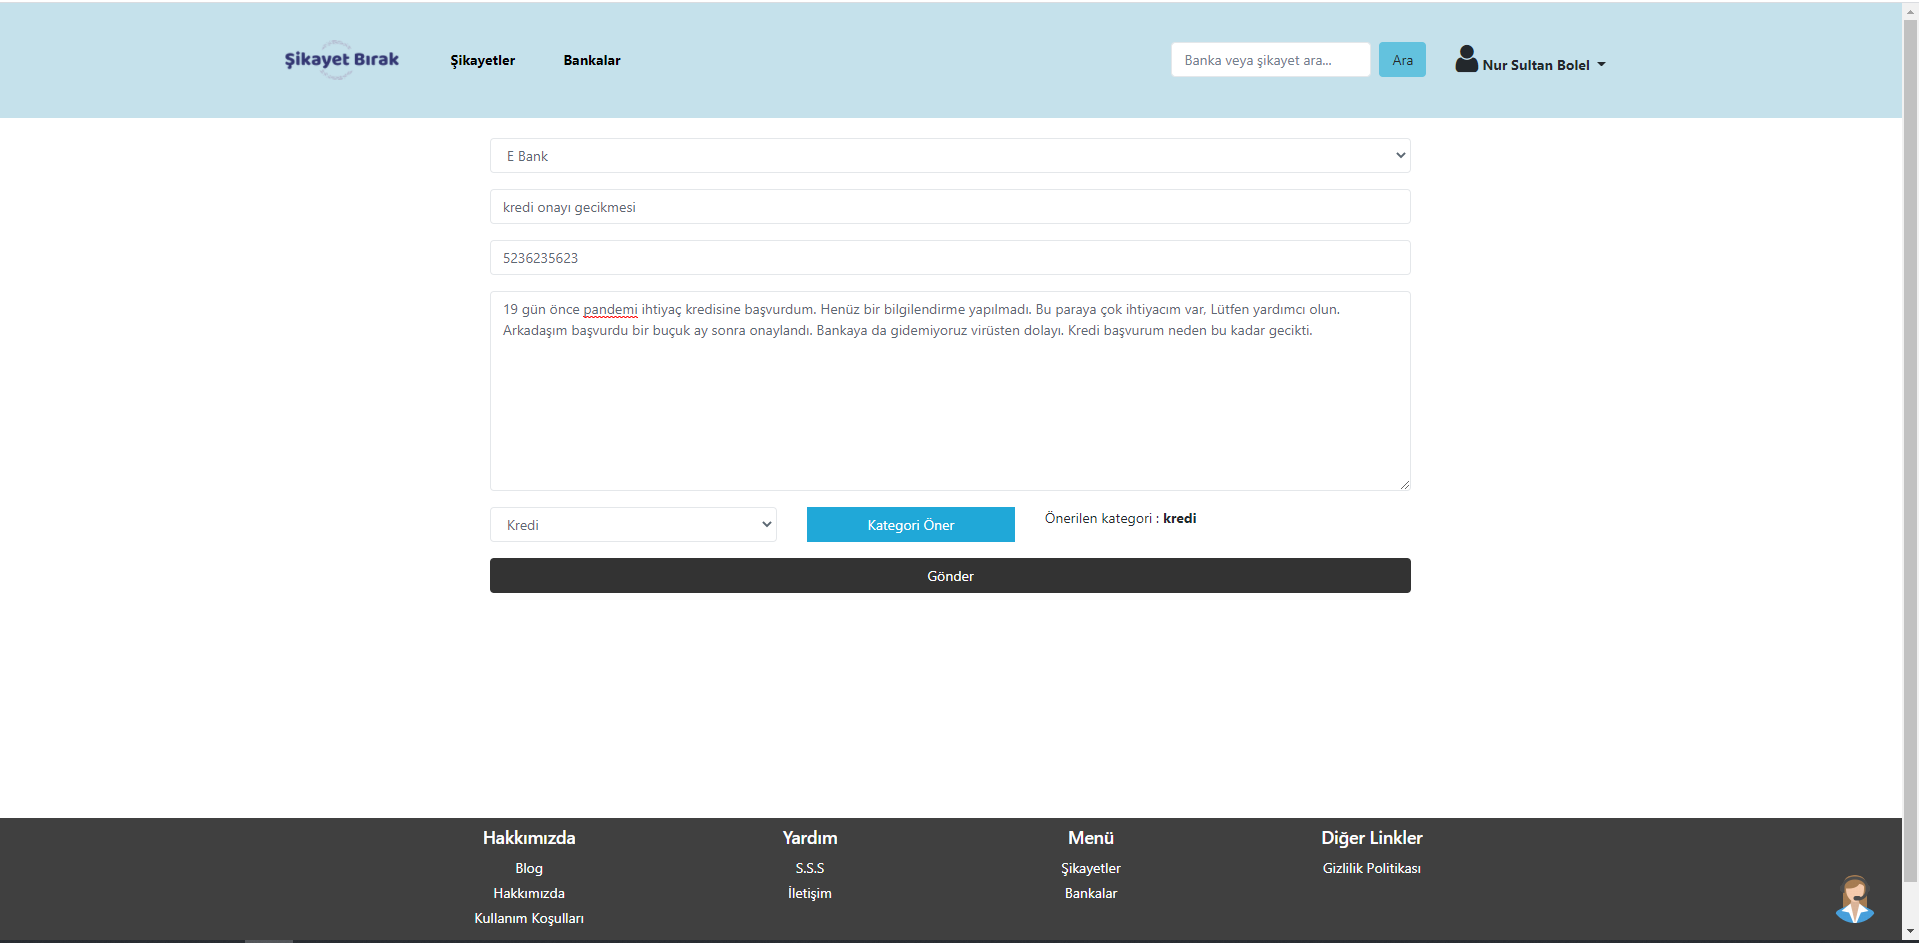 Şikayet Bırak
Şikayetler
Bankalar
Banka veya şikayet ara...
Ara
Nur Sultan Bolel
E Bank
kredi onayı gecikmesi
5236235623
19 gün önce pandemi ihtiyaç kredisine başvurdum. Henüz bir bilgilendirme yapılmadı. Bu paraya çok ihtiyacım var, Lütfen yardımcı olun.
Arkadaşım başvurdu bir buçuk ay sonra onaylandı. Bankaya da gidemiyoruz virüsten dolayı. Kredi başvurum neden bu kadar gecikti.
Kredi
Kategori Öner
Önerilen kategori : kredi
Gönder
Hakkımızda
Blog
Hakkımızda
Kullanım Koşulları
Yardım
S.S.S
İletişim
Menü
Şikayetler
Bankalar
Diğer Linkler
Gizlilik Politikası